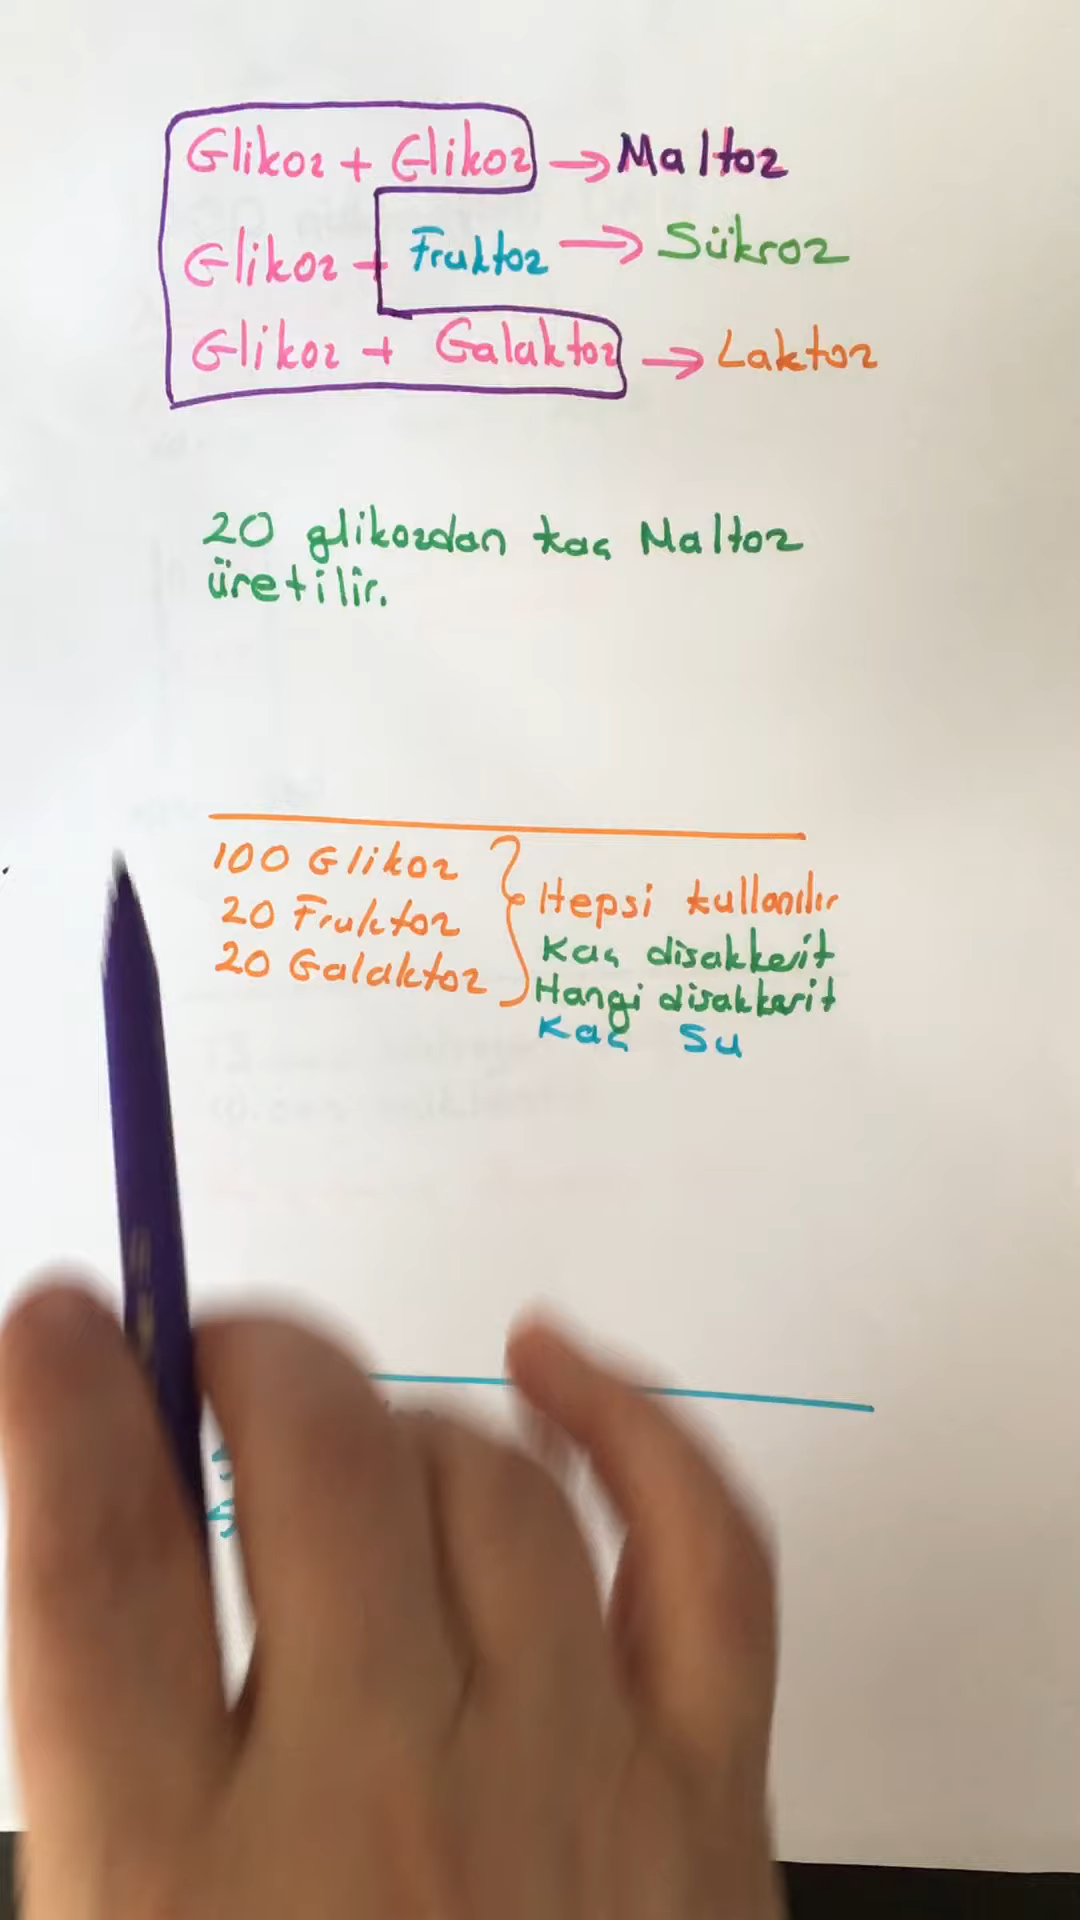 Glikoz + Glikoz → Maltoz
Glikoz + Fruktoz → Sükroz
Glikoz + Galaktoz → Laktoz
20 glikozdan kaç Maltoz
üretilir.
100 Glikoz
20 Fruktoz
20 Galaktoz
Hepsi kullanılır
Kaç disakkerit
Hangi disakkarit
Kaç Su